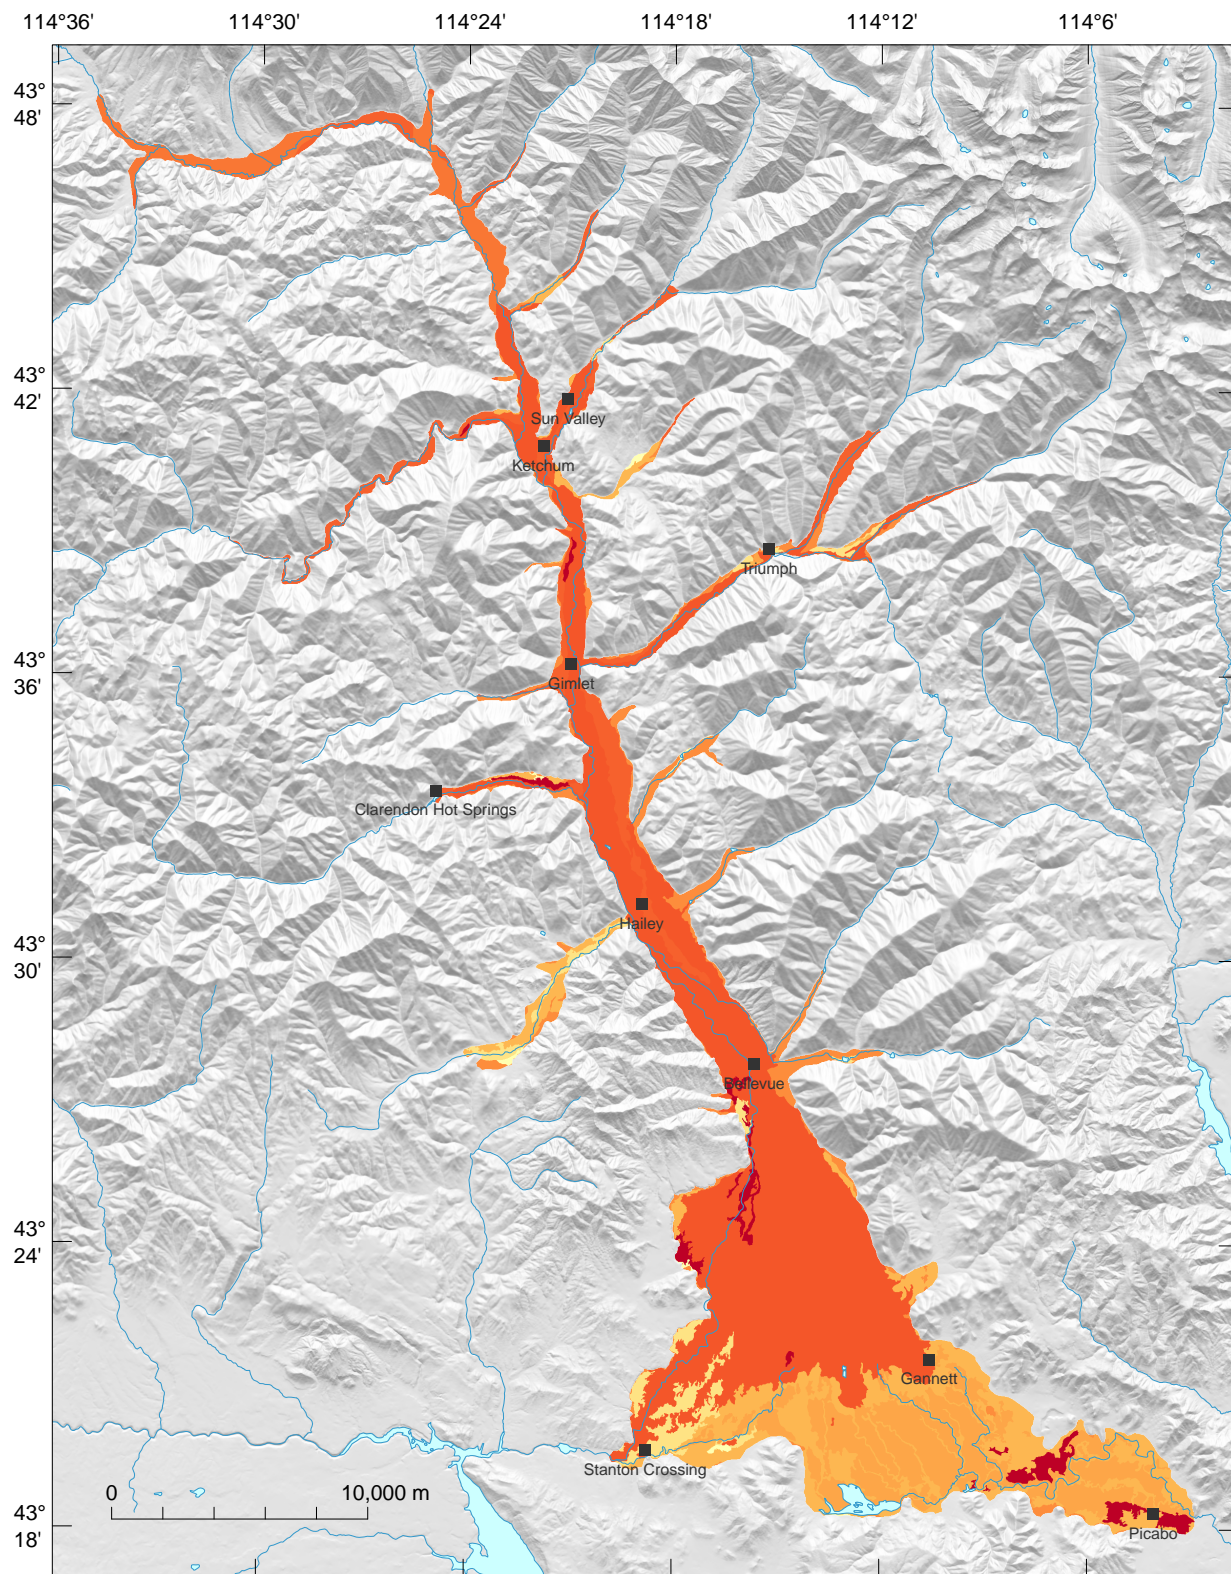 114°36' 114°30' 114°24' 114°18' 114°12' 114°6'
43°
48'
43°
42'
Sun Valley
Ketchum
Triumph
43°
36'
Gimlet
Clarendon Hot Springs
Hailey
43°
30'
Bellevue
43°
24'
Gannett
Stanton Crossing
0 10,000 m
43°
18'
Picabo